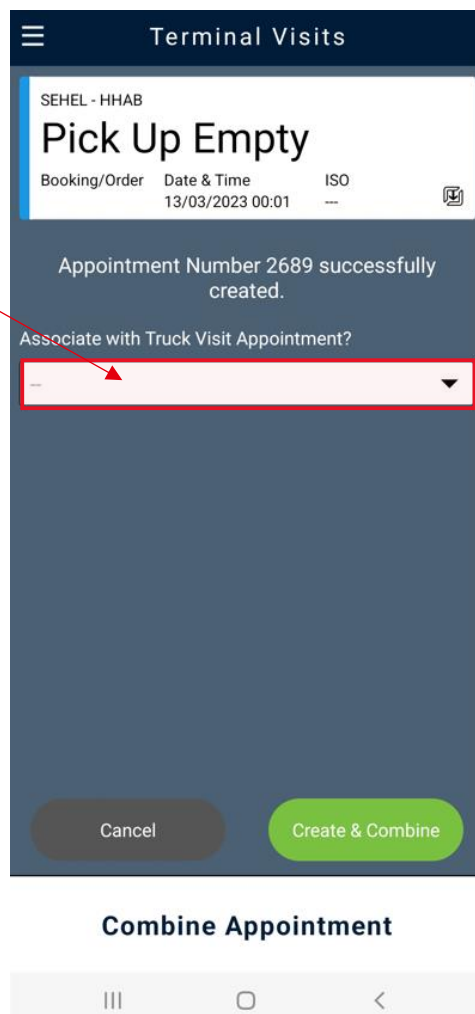 Terminal Visits
SEHEL - HHAB
Pick Up Empty
Booking/Order Date & Time ISO
13/03/2023 00:01 ---
Appointment Number 2689 successfully
created.
Associate with Truck Visit Appointment?
--
Cancel Create & Combine
Combine Appointment